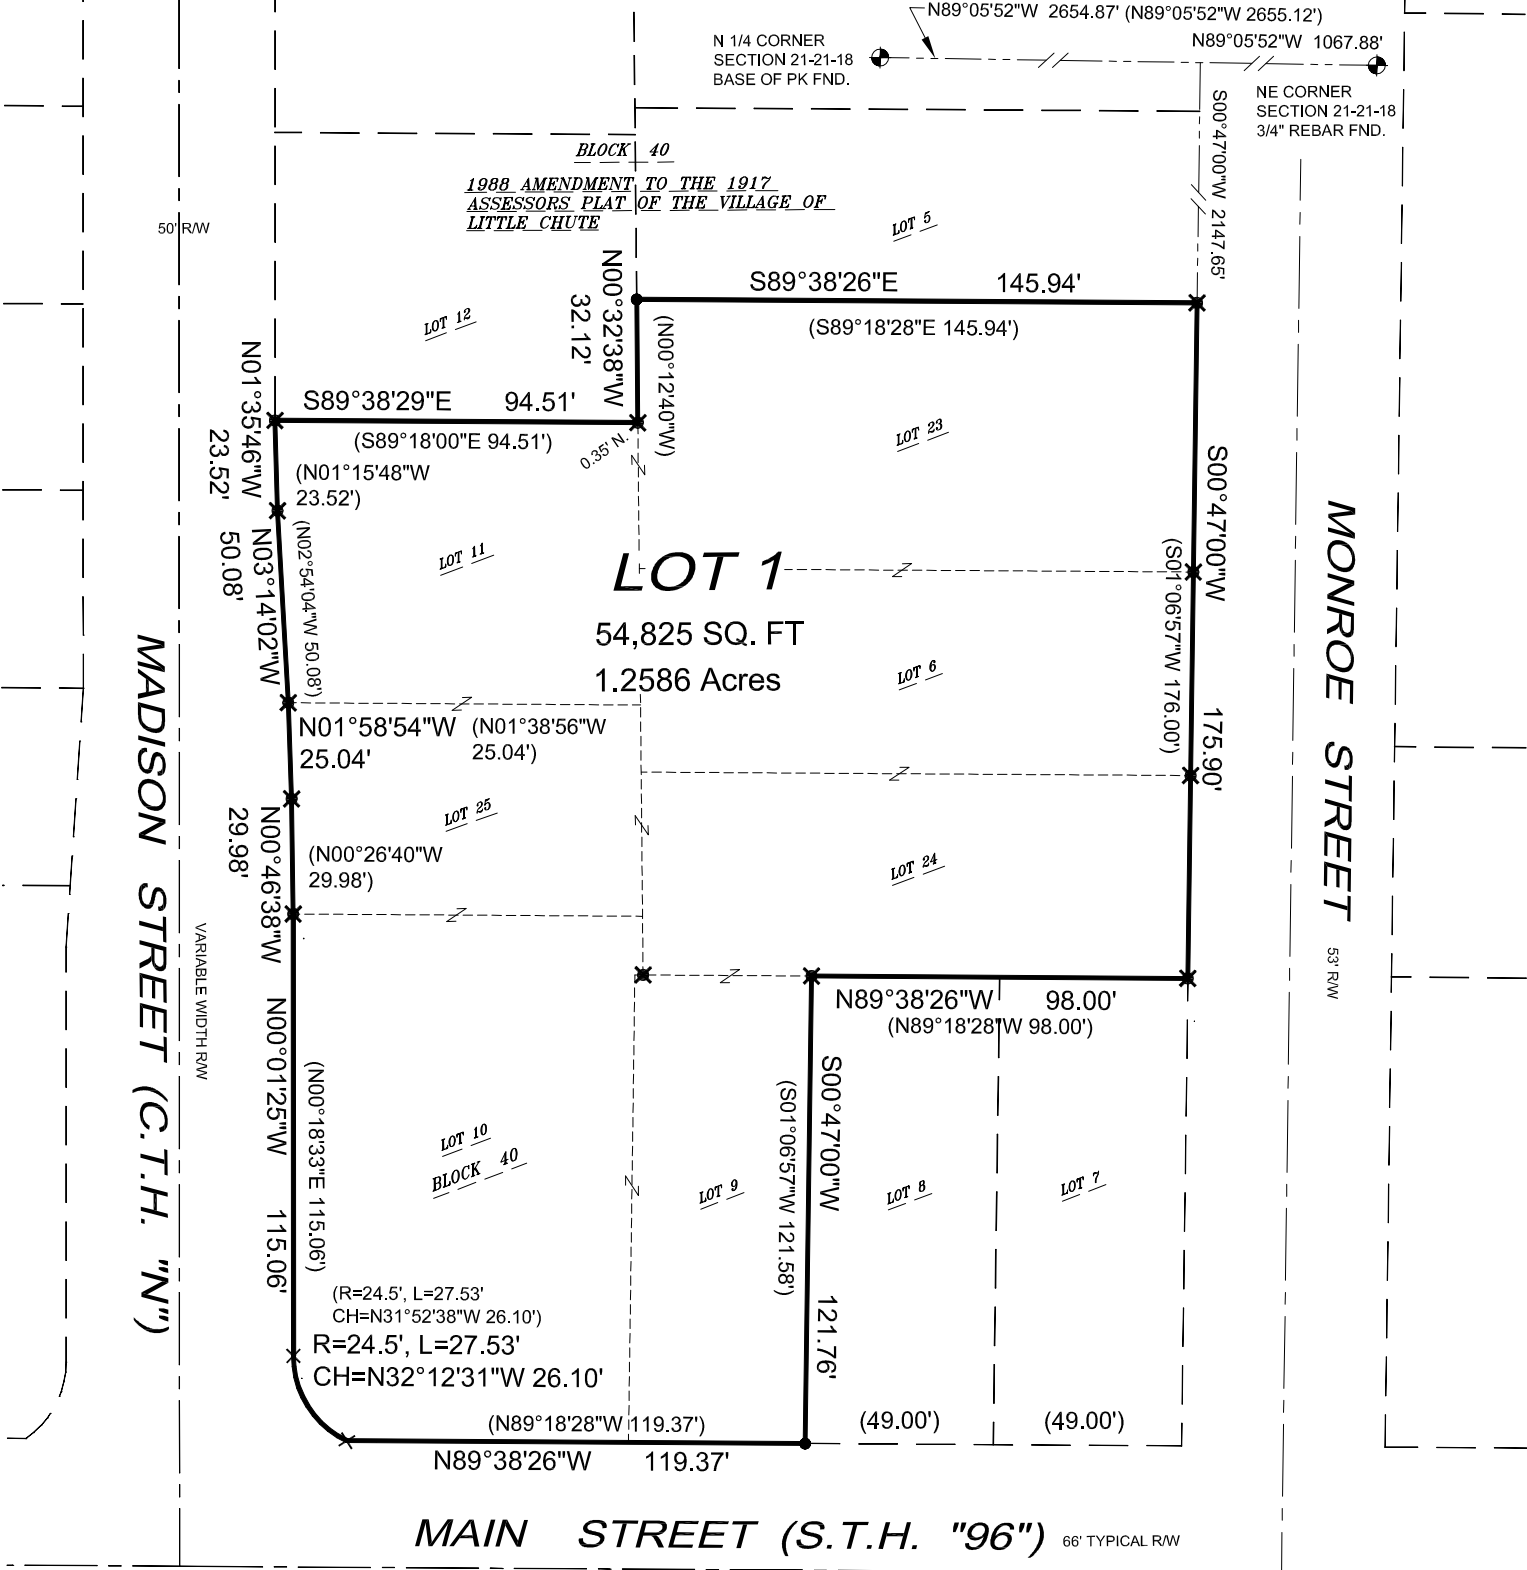 N89°05'52"W 2654.87' (N89°05'52"W 2655.12')
N89°05'52"W 1067.88'
N 1/4 CORNER
SECTION 21-21-18
BASE OF PK FND.
NE CORNER
SECTION 21-21-18
3/4" REBAR FND.
S00°47'00"W 2147.65'
BLOCK 40
1988 AMENDMENT TO THE 1917
ASSESSORS PLAT OF THE VILLAGE OF
LITTLE CHUTE
50' R/W
LOT 5
S89°38'26"E 145.94'
(S89°18'28"E 145.94')
N00°32'38"W
32.12'
(N00°12'40"W)
LOT 12
S89°38'29"E 94.51'
(S89°18'00"E 94.51')
0.35' N.
N01°35'46"W
23.52'
(N01°15'48"W
23.52')
LOT 23
N03°14'02"W
50.08'
(N02°54'04"W 50.08')
LOT 11
LOT 1
54,825 SQ. FT
1.2586 Acres
S00°47'00"W 175.90'
(S01°06'57"W 176.00')
MONROE STREET
53' R/W
LOT 6
N01°58'54"W
25.04'
(N01°38'56"W
25.04')
LOT 25
N00°46'38"W
29.98'
(N00°26'40"W
29.98')
LOT 24
MADISON STREET (C.T.H. "N")
VARIABLE WIDTH R/W
N89°38'26"W 98.00'
(N89°18'28"W 98.00')
N00°01'25"W 115.06'
(N00°18'33"E 115.06')
S00°47'00"W 121.76'
(S01°06'57"W 121.58')
LOT 10
BLOCK 40
LOT 9
LOT 8
LOT 7
(R=24.5', L=27.53'
CH=N31°52'38"W 26.10')
R=24.5', L=27.53'
CH=N32°12'31"W 26.10'
(N89°18'28"W 119.37')
N89°38'26"W 119.37'
(49.00')
(49.00')
MAIN STREET (S.T.H. "96")
66' TYPICAL R/W